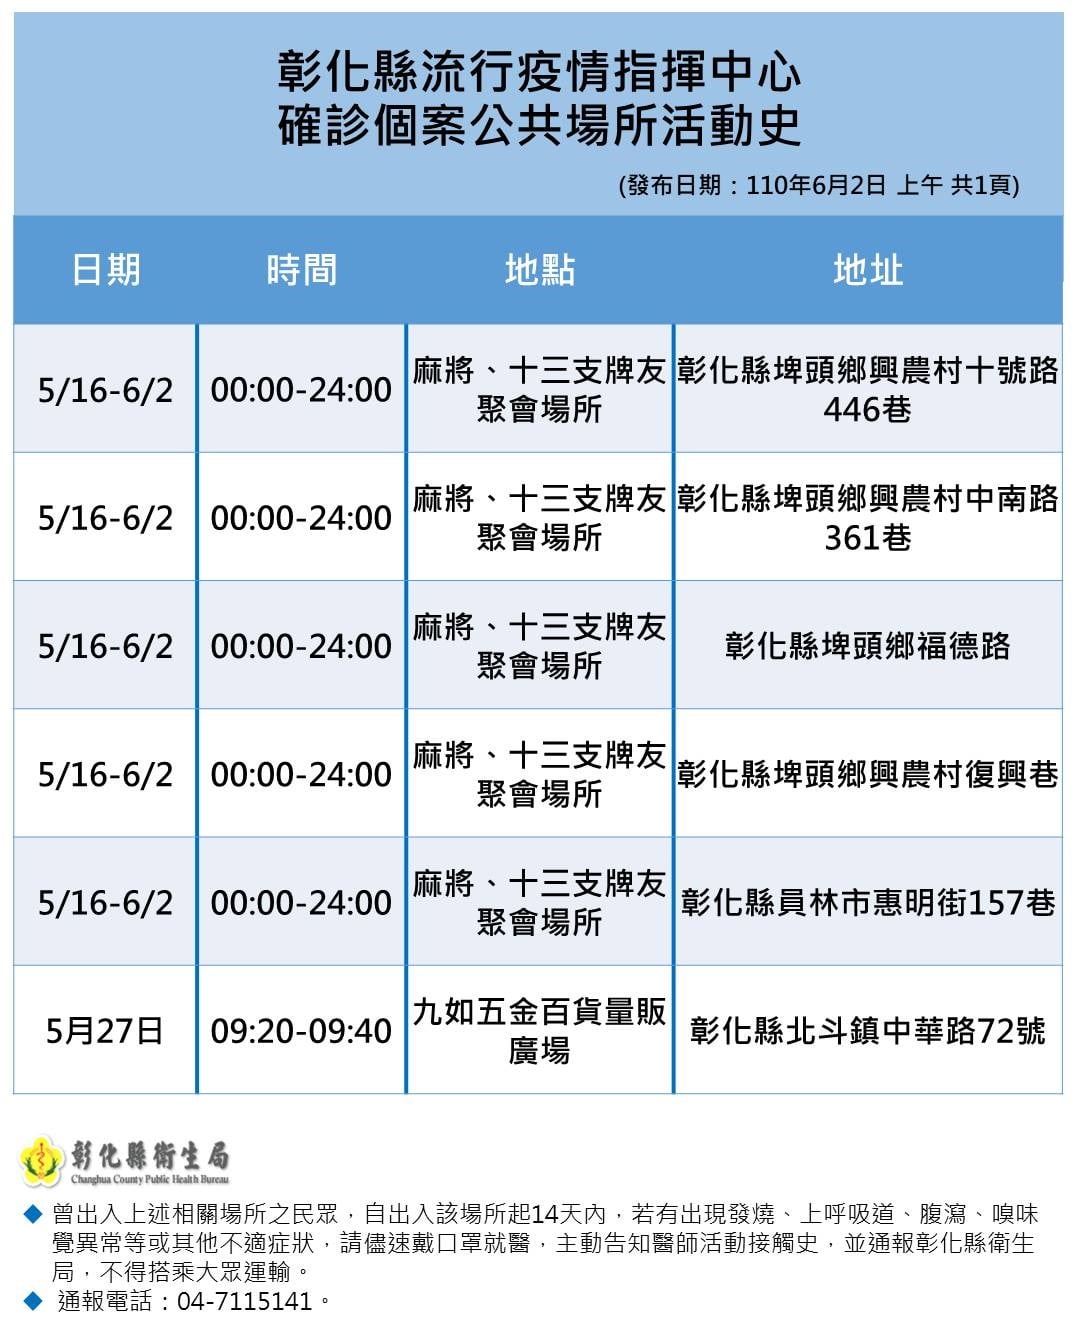 彰化縣流行疫情指揮中心
確診個案公共場所活動史
(發布日期：110年6月2日 上午 共1頁)
日期 時間 地點 地址
5/16-6/2 00:00-24:00 麻將、十三支牌友
聚會場所 彰化縣埤頭鄉興農村十號路
446巷
5/16-6/2 00:00-24:00 麻將、十三支牌友
聚會場所 彰化縣埤頭鄉興農村中南路
361巷
5/16-6/2 00:00-24:00 麻將、十三支牌友
聚會場所 彰化縣埤頭鄉福德路
5/16-6/2 00:00-24:00 麻將、十三支牌友
聚會場所 彰化縣埤頭鄉興農村復興巷
5/16-6/2 00:00-24:00 麻將、十三支牌友
聚會場所 彰化縣員林市惠明街157巷
5月27日 09:20-09:40 九如五金百貨量販
廣場 彰化縣北斗鎮中華路72號
彰化縣衛生局
Changhua County Public Health Bureau
◆ 曾出入上述相關場所之民眾，自出入該場所起14天內，若有出現發燒、上呼吸道、腹瀉、嗅味
覺異常等或其他不適症狀，請儘速戴口罩就醫，主動告知醫師活動接觸史，並通報彰化縣衛生
局，不得搭乘大眾運輸。
◆ 通報電話：04-7115141。